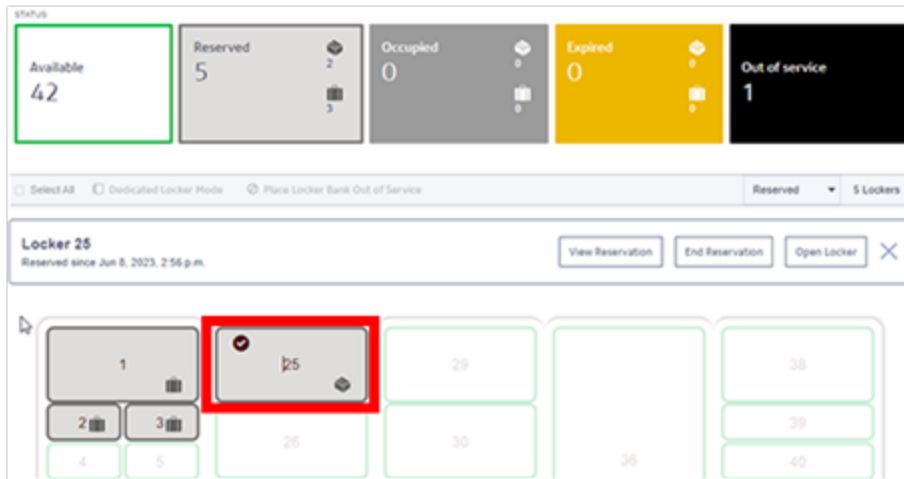 STATUS
Available
42
Reserved
5
2
3
Occupied
0
0
0
Expired
0
0
0
Out of service
1
Select All
Dedicated Locker Mode
Place Locker Bank Out of Service
Reserved
5 Lockers
Locker 25
Reserved since Jun 8, 2023, 2:56 p.m.
View Reservation
End Reservation
Open Locker
1
25
29
38
2
3
39
26
30
4
5
36
40